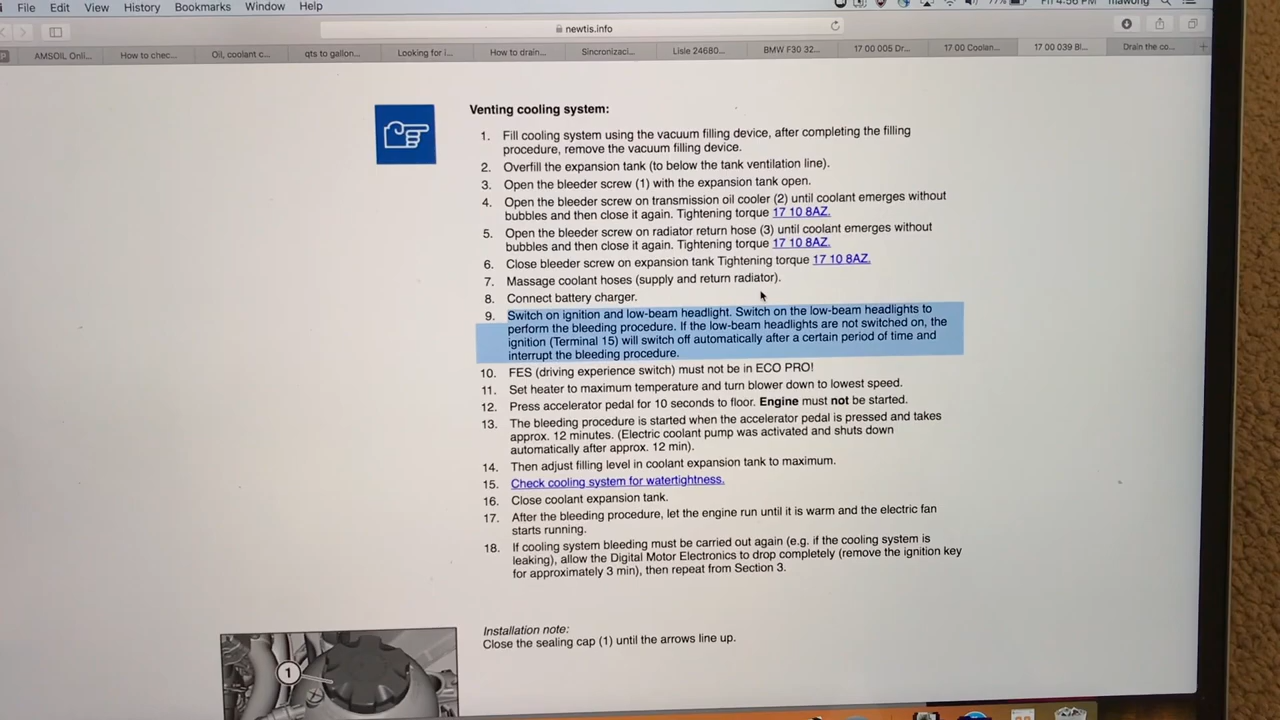 File Edit View History Bookmarks Window Help
77%
newtis.info
AMSOIL Onli...
How to chec...
Oil, coolant c...
qts to gallon...
Looking for i...
How to drain...
Sincronizaci...
Lisle 24680...
BMW F30 32...
17 00 005 Dr...
17 00 Coolan...
17 00 039 Bl...
Drain the co...
Venting cooling system:
1. Fill cooling system using the vacuum filling device, after completing the filling
procedure, remove the vacuum filling device.
2. Overfill the expansion tank (to below the tank ventilation line).
3. Open the bleeder screw (1) with the expansion tank open.
4. Open the bleeder screw on transmission oil cooler (2) until coolant emerges without
bubbles and then close it again. Tightening torque 17 10 8AZ.
5. Open the bleeder screw on radiator return hose (3) until coolant emerges without
bubbles and then close it again. Tightening torque 17 10 8AZ.
6. Close bleeder screw on expansion tank Tightening torque 17 10 8AZ.
7. Massage coolant hoses (supply and return radiator).
8. Connect battery charger.
9. Switch on ignition and low-beam headlight. Switch on the low-beam headlights to
perform the bleeding procedure. If the low-beam headlights are not switched on, the
ignition (Terminal 15) will switch off automatically after a certain period of time and
interrupt the bleeding procedure.
10. FES (driving experience switch) must not be in ECO PRO!
11. Set heater to maximum temperature and turn blower down to lowest speed.
12. Press accelerator pedal for 10 seconds to floor. Engine must not be started.
13. The bleeding procedure is started when the accelerator pedal is pressed and takes
approx. 12 minutes. (Electric coolant pump was activated and shuts down
automatically after approx. 12 min).
14. Then adjust filling level in coolant expansion tank to maximum.
15. Check cooling system for watertightness.
16. Close coolant expansion tank.
17. After the bleeding procedure, let the engine run until it is warm and the electric fan
starts running.
18. If cooling system bleeding must be carried out again (e.g. if the cooling system is
leaking), allow the Digital Motor Electronics to drop completely (remove the ignition key
for approximately 3 min), then repeat from Section 3.
Installation note:
Close the sealing cap (1) until the arrows line up.
1